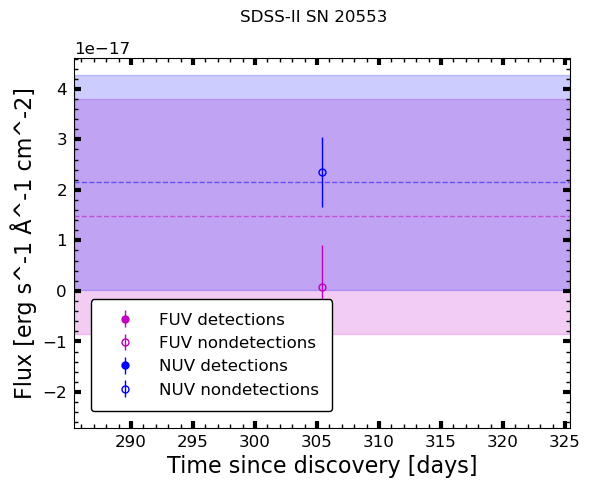 SDSS-II SN 20553
1e−17
4
3
2
1
0
−1
−2
Flux [erg s^-1 Å^-1 cm^-2]
FUV detections
FUV nondetections
NUV detections
NUV nondetections
290 295 300 305 310 315 320 325
Time since discovery [days]